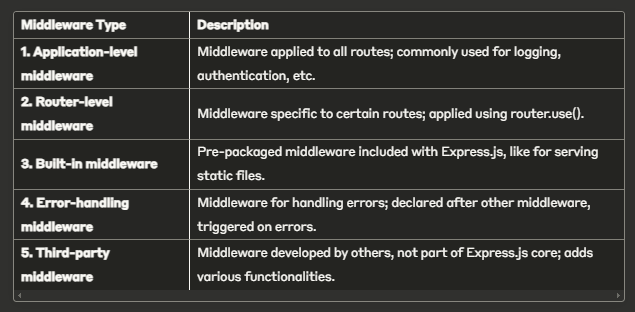 Middleware Type Description
1. Application-level middleware Middleware applied to all routes; commonly used for logging, authentication, etc.
2. Router-level middleware Middleware specific to certain routes; applied using router.use().
3. Built-in middleware Pre-packaged middleware included with Express.js, like for serving static files.
4. Error-handling middleware Middleware for handling errors; declared after other middleware, triggered on errors.
5. Third-party middleware Middleware developed by others, not part of Express.js core; adds various functionalities.